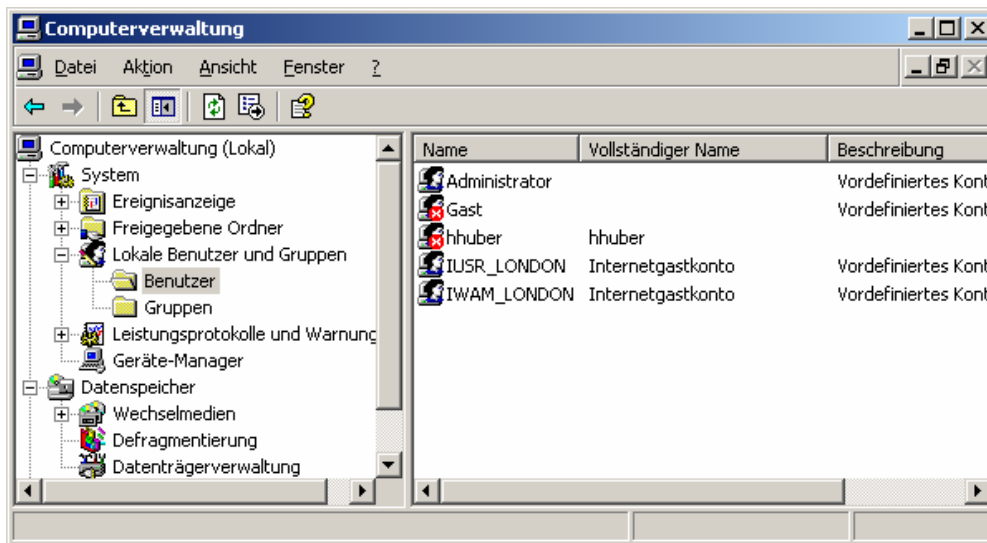 Computerverwaltung
Datei Aktion Ansicht Fenster ?
Computerverwaltung (Lokal)
System
Ereignisanzeige
Freigegebene Ordner
Lokale Benutzer und Gruppen
Benutzer
Gruppen
Leistungsprotokolle und Warnung
Geräte-Manager
Datenspeicher
Wechselmedien
Defragmentierung
Datenträgerverwaltung
Name Vollständiger Name Beschreibung
Administrator Vordefiniertes Kont
Gast Vordefiniertes Kont
hhuber hhuber
IUSR_LONDON Internetgastkonto Vordefiniertes Kont
IWAM_LONDON Internetgastkonto Vordefiniertes Kont